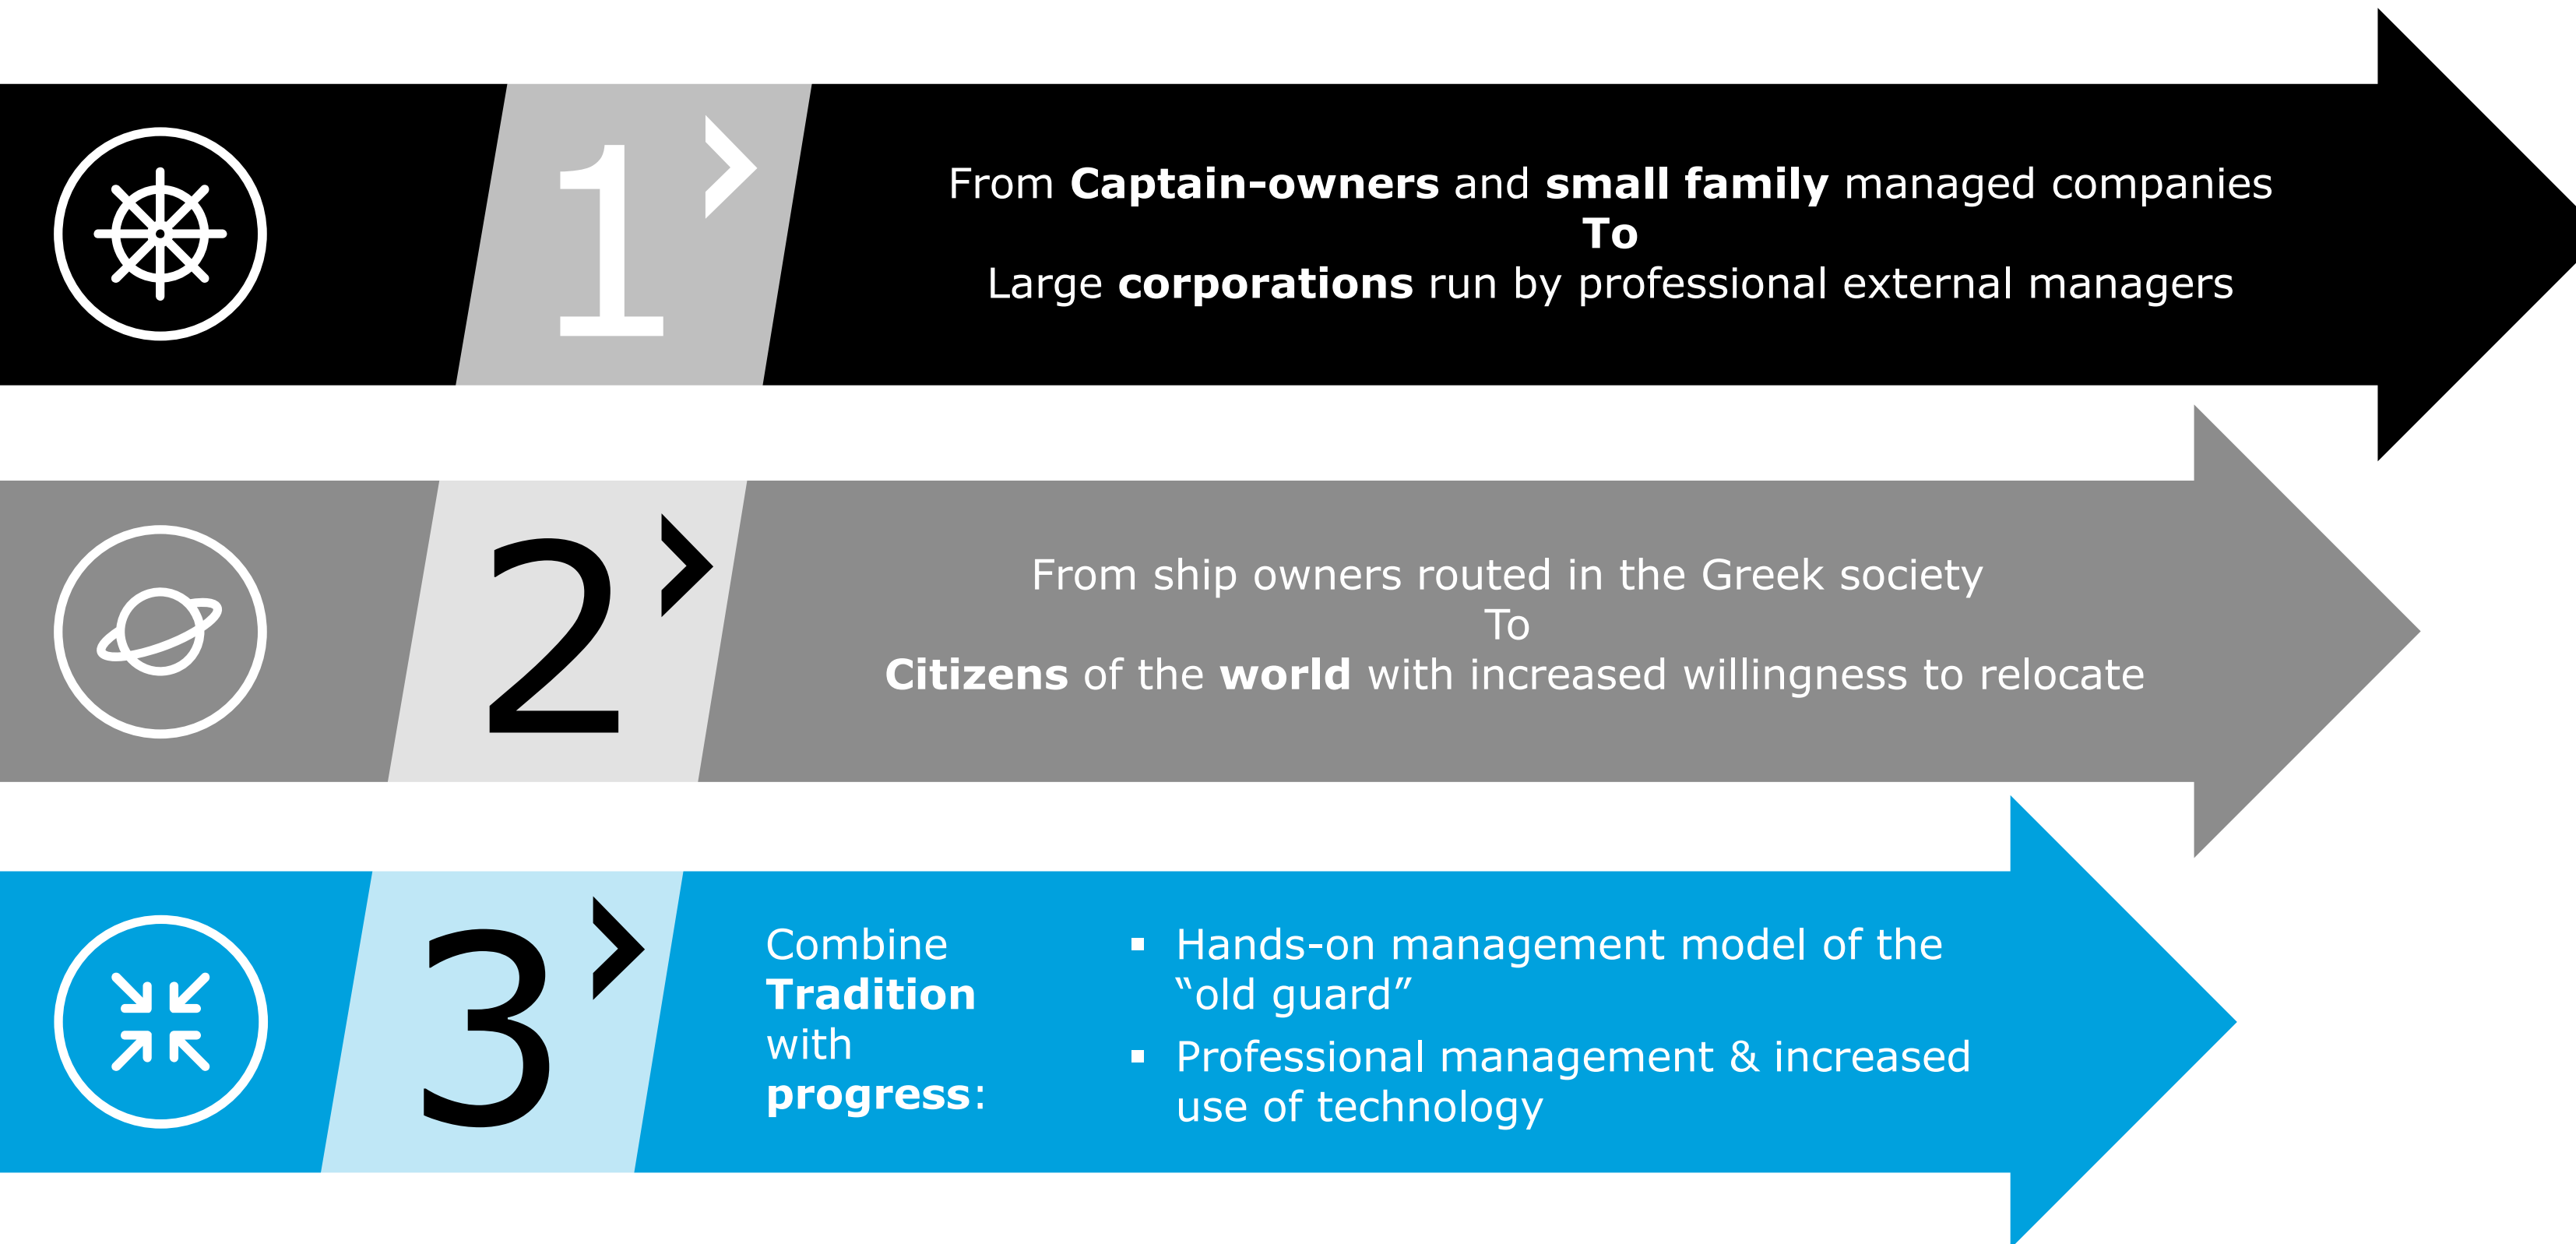 1
From Captain-owners and small family managed companies
To
Large corporations run by professional external managers
2
From ship owners routed in the Greek society
To
Citizens of the world with increased willingness to relocate
3
Combine
Tradition
with
progress:
▪ Hands-on management model of the
“old guard”
▪ Professional management & increased
use of technology